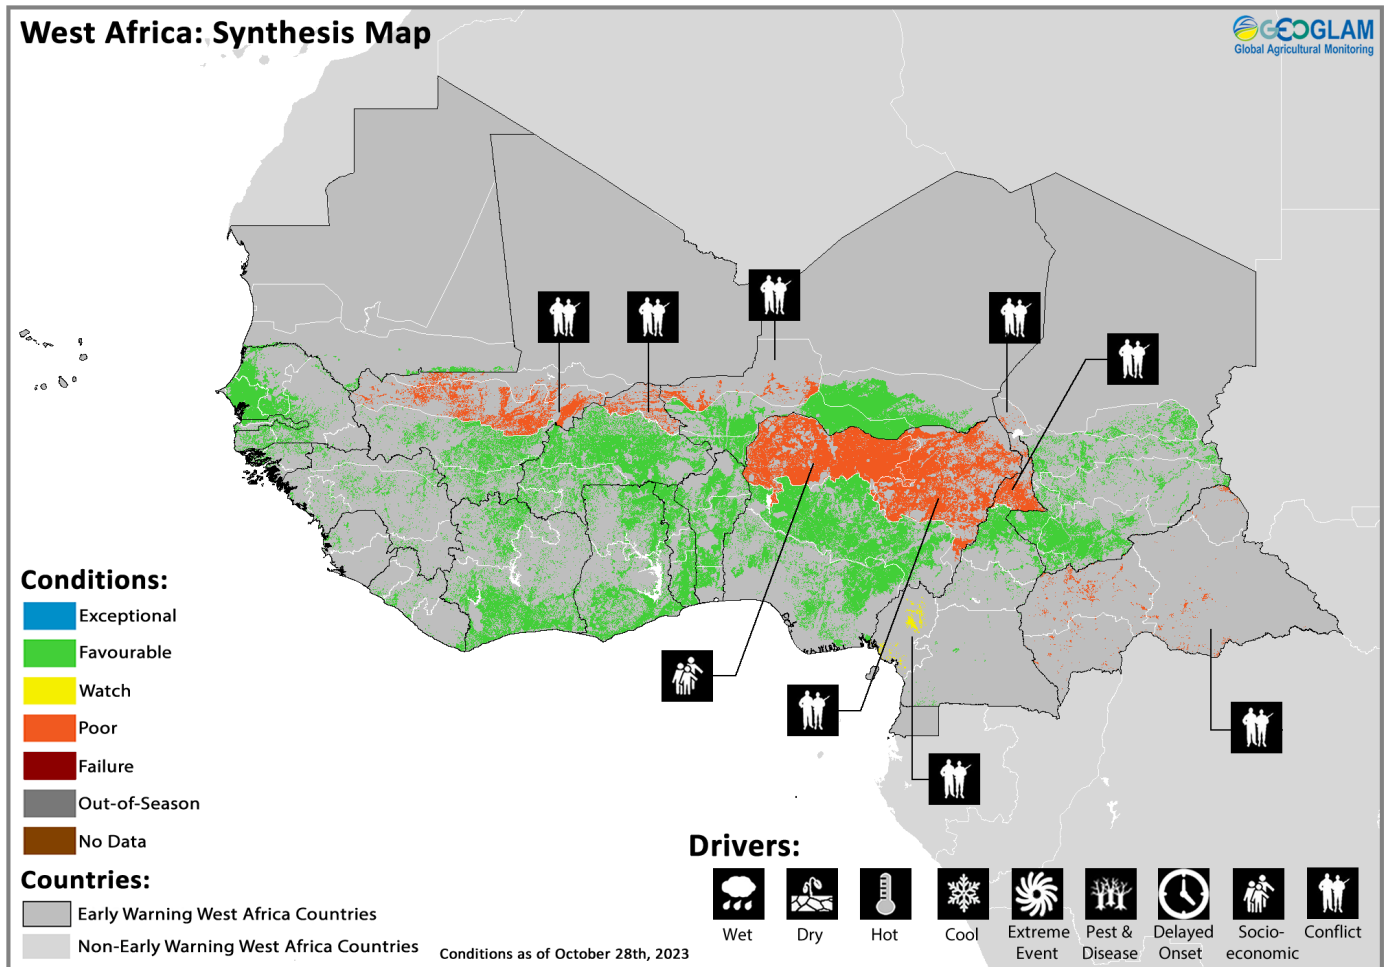 West Africa: Synthesis Map
GEOGLAM
Global Agricultural Monitoring
Conditions:
Exceptional
Favourable
Watch
Poor
Failure
Out-of-Season
No Data
Countries:
Early Warning West Africa Countries
Non-Early Warning West Africa Countries
Conditions as of October 28th, 2023
Drivers:
Wet
Dry
Hot
Cool
Extreme
Event
Pest &
Disease
Delayed
Onset
Socio-
economic
Conflict